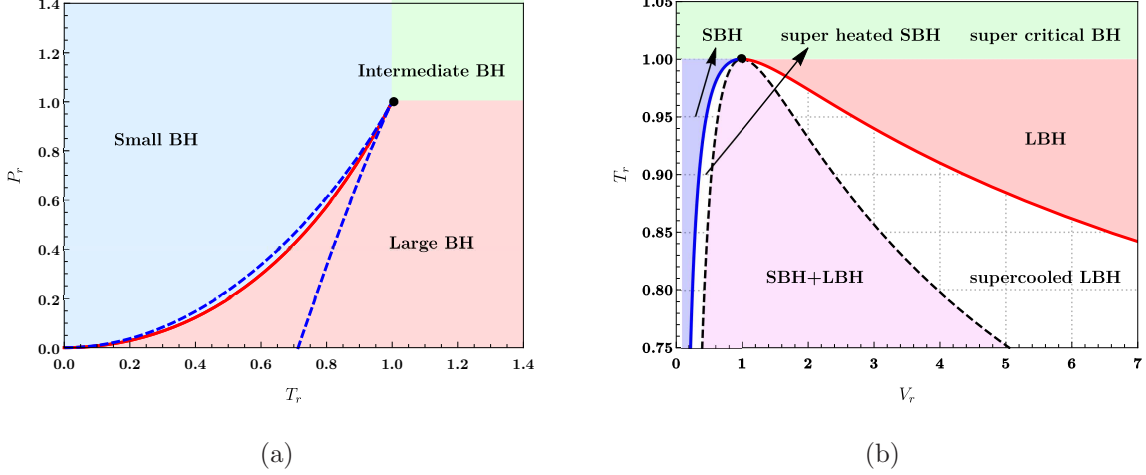 1.4
1.2
1.0
0.8
0.6
0.4
0.2
0.0
P_r
Intermediate BH
Small BH
Large BH
0.0 0.2 0.4 0.6 0.8 1.0 1.2 1.4
T_r
(a)
1.05
1.00
0.95
0.90
0.85
0.80
0.75
T_r
SBH super heated SBH super critical BH
LBH
SBH+LBH supercooled LBH
0 1 2 3 4 5 6 7
V_r
(b)